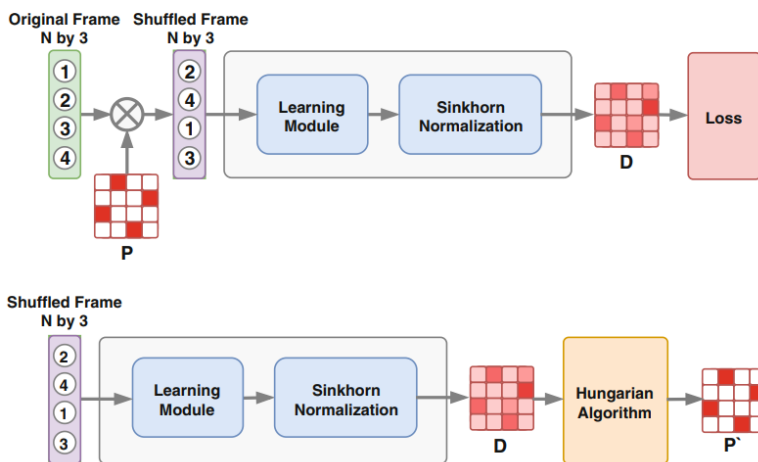 Original Frame
N by 3
Shuffled Frame
N by 3
1
2
3
4
2
4
1
3
Learning
Module
Sinkhorn
Normalization
D
Loss
P
Shuffled Frame
N by 3
2
4
1
3
Learning
Module
Sinkhorn
Normalization
D
Hungarian
Algorithm
P`